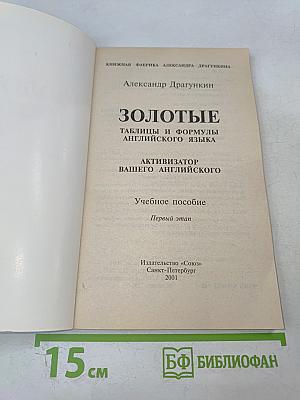 КНИЖНАЯ ФАБРИКА АЛЕКСАНДРА ДРАГУНКИНА
Александр Драгункин
ЗОЛОТЫЕ
ТАБЛИЦЫ И ФОРМУЛЫ
АНГЛИЙСКОГО ЯЗЫКА
АКТИВИЗАТОР
ВАШЕГО АНГЛИЙСКОГО
Учебное пособие
Первый этап
Издательство «Союз»
Санкт-Петербург
2001
15 см
БФ БИБЛИОФАН